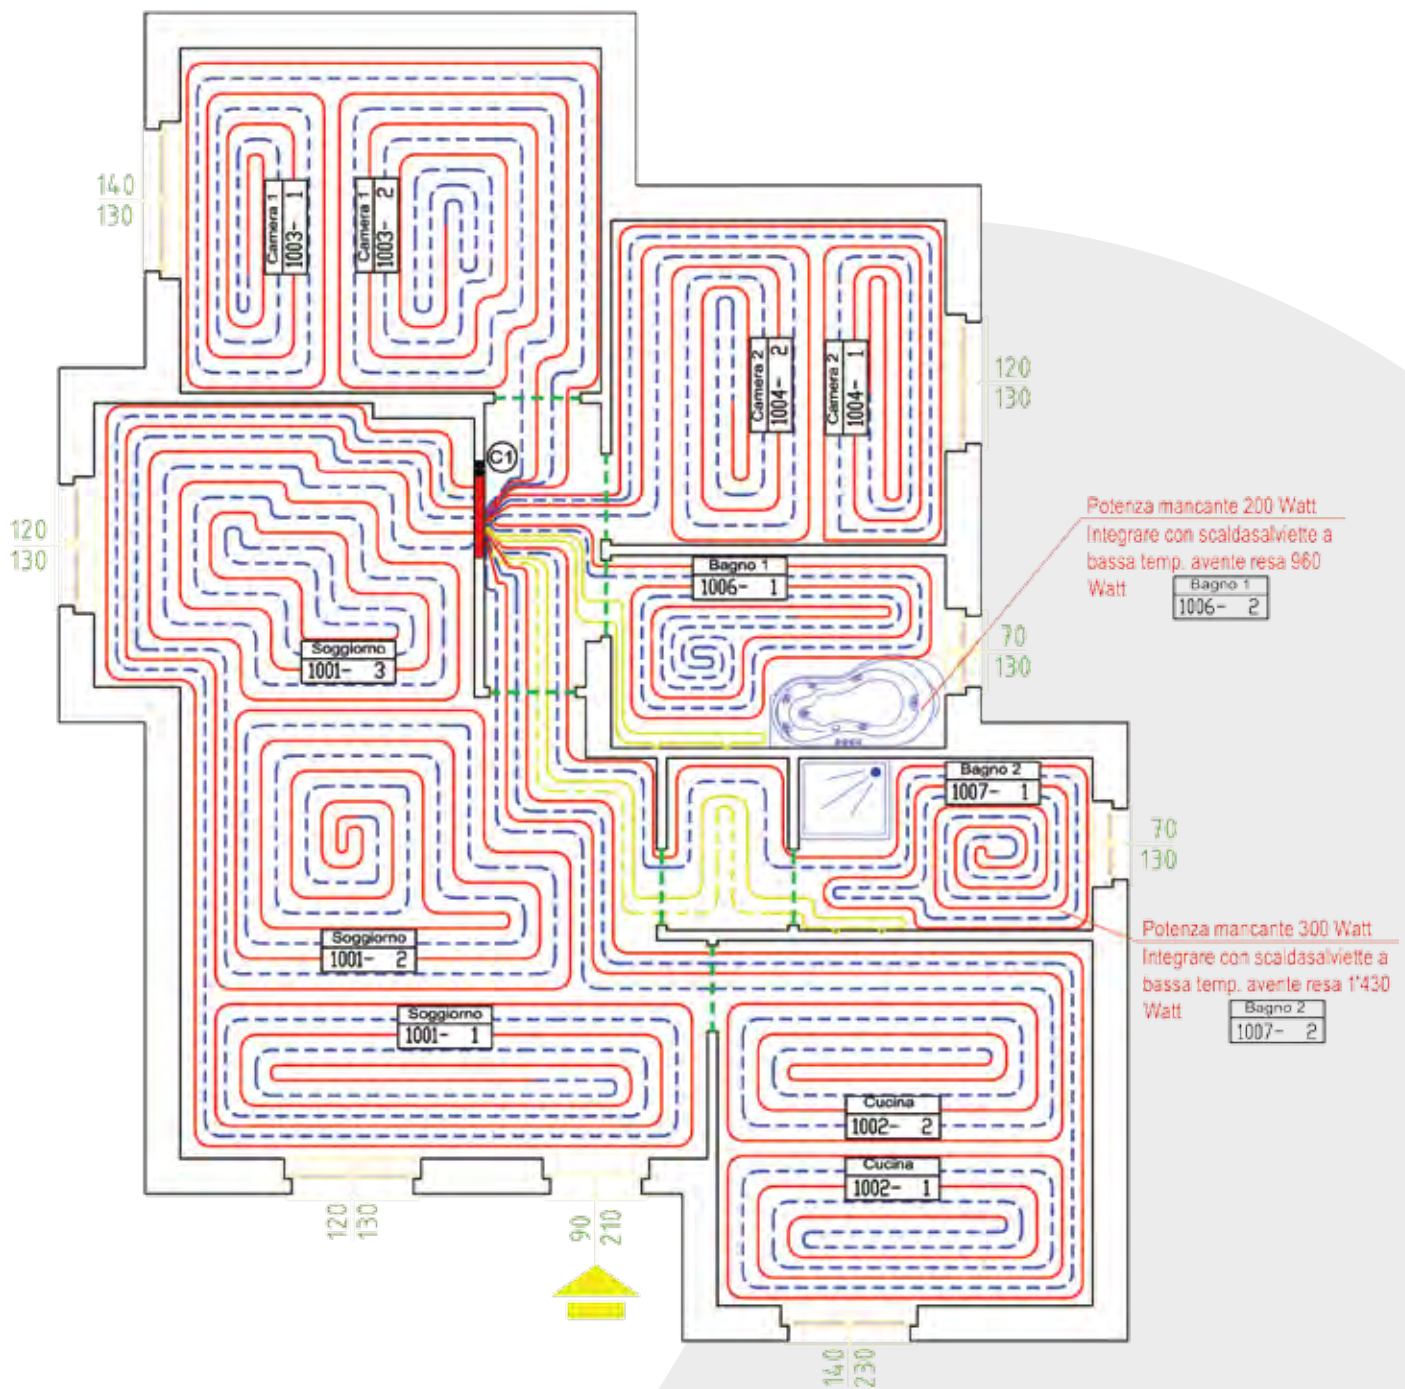 140
130
Camera 1
1003- 1
Camera 1
1003- 2
C1
120
130
Camera 2
1004- 2
Camera 2
1004- 1
120
130
Potenza mancante 200 Watt
Integrare con scaldasalviette a
bassa temp. avente resa 960
Watt
Bagno 1
1006- 2
Bagno 1
1006- 1
70
130
Soggiorno
1001- 3
Bagno 2
1007- 1
70
130
Soggiorno
1001- 2
Potenza mancante 300 Watt
Integrare con scaldasalviette a
bassa temp. avente resa 1'430
Watt
Bagno 2
1007- 2
Soggiorno
1001- 1
Cucina
1002- 2
Cucina
1002- 1
120
130
90
210
140
230